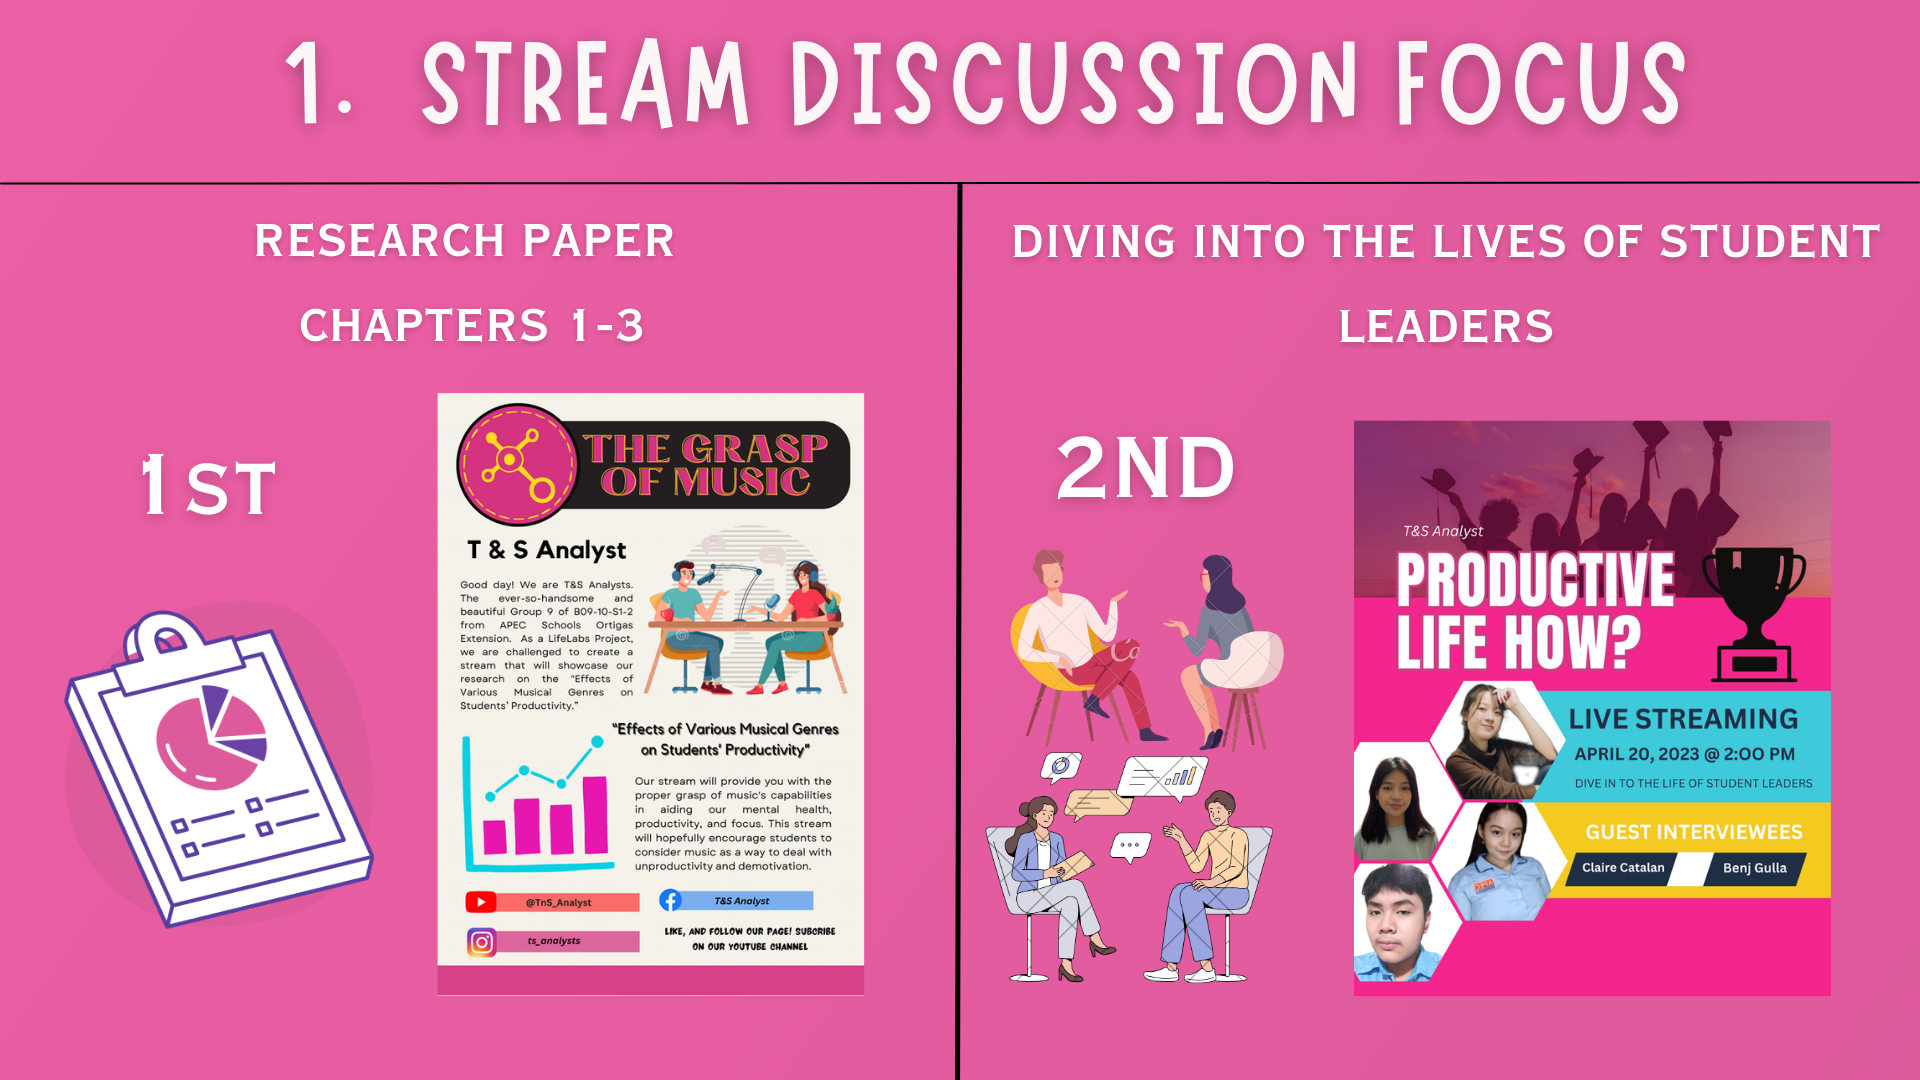 1. STREAM DISCUSSION FOCUS
RESEARCH PAPER
CHAPTERS 1-3
1ST
THE GRASP
OF MUSIC
T & S Analyst
Good day! We are T&S Analysts.
The ever-so-handsome and
beautiful Group 9 of B09-10-S1-2
from APEC Schools Ortigas
Extension. As a LifeLabs Project,
we are challenged to create a
stream that will showcase our
research on the "Effects of
Various Musical Genres on
Students' Productivity."
"Effects of Various Musical Genres
on Students' Productivity"
Our stream will provide you with the
proper grasp of music's capabilities
in aiding our mental health,
productivity, and focus. This stream
will hopefully encourage students to
consider music as a way to deal with
unproductivity and demotivation.
@TnS_Analyst
T&S Analyst
ts_analysts
LIKE, AND FOLLOW OUR PAGE! SUBCRIBE
ON OUR YOUTUBE CHANNEL
DIVING INTO THE LIVES OF STUDENT
LEADERS
2ND
T&S Analyst
PRODUCTIVE
LIFE HOW?
LIVE STREAMING
APRIL 20, 2023 @ 2:00 PM
DIVE IN TO THE LIFE OF STUDENT LEADERS
GUEST INTERVIEWEES
Claire Catalan
Benj Gulla